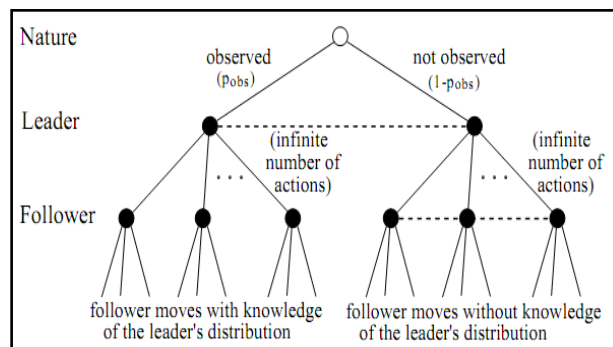 Nature
observed
(pobs)
not observed
(1-pobs)
Leader
(infinite
number of
actions)
(infinite
number of
actions)
. . .
. . .
Follower
follower moves with knowledge
of the leader's distribution
follower moves without knowledge
of the leader's distribution